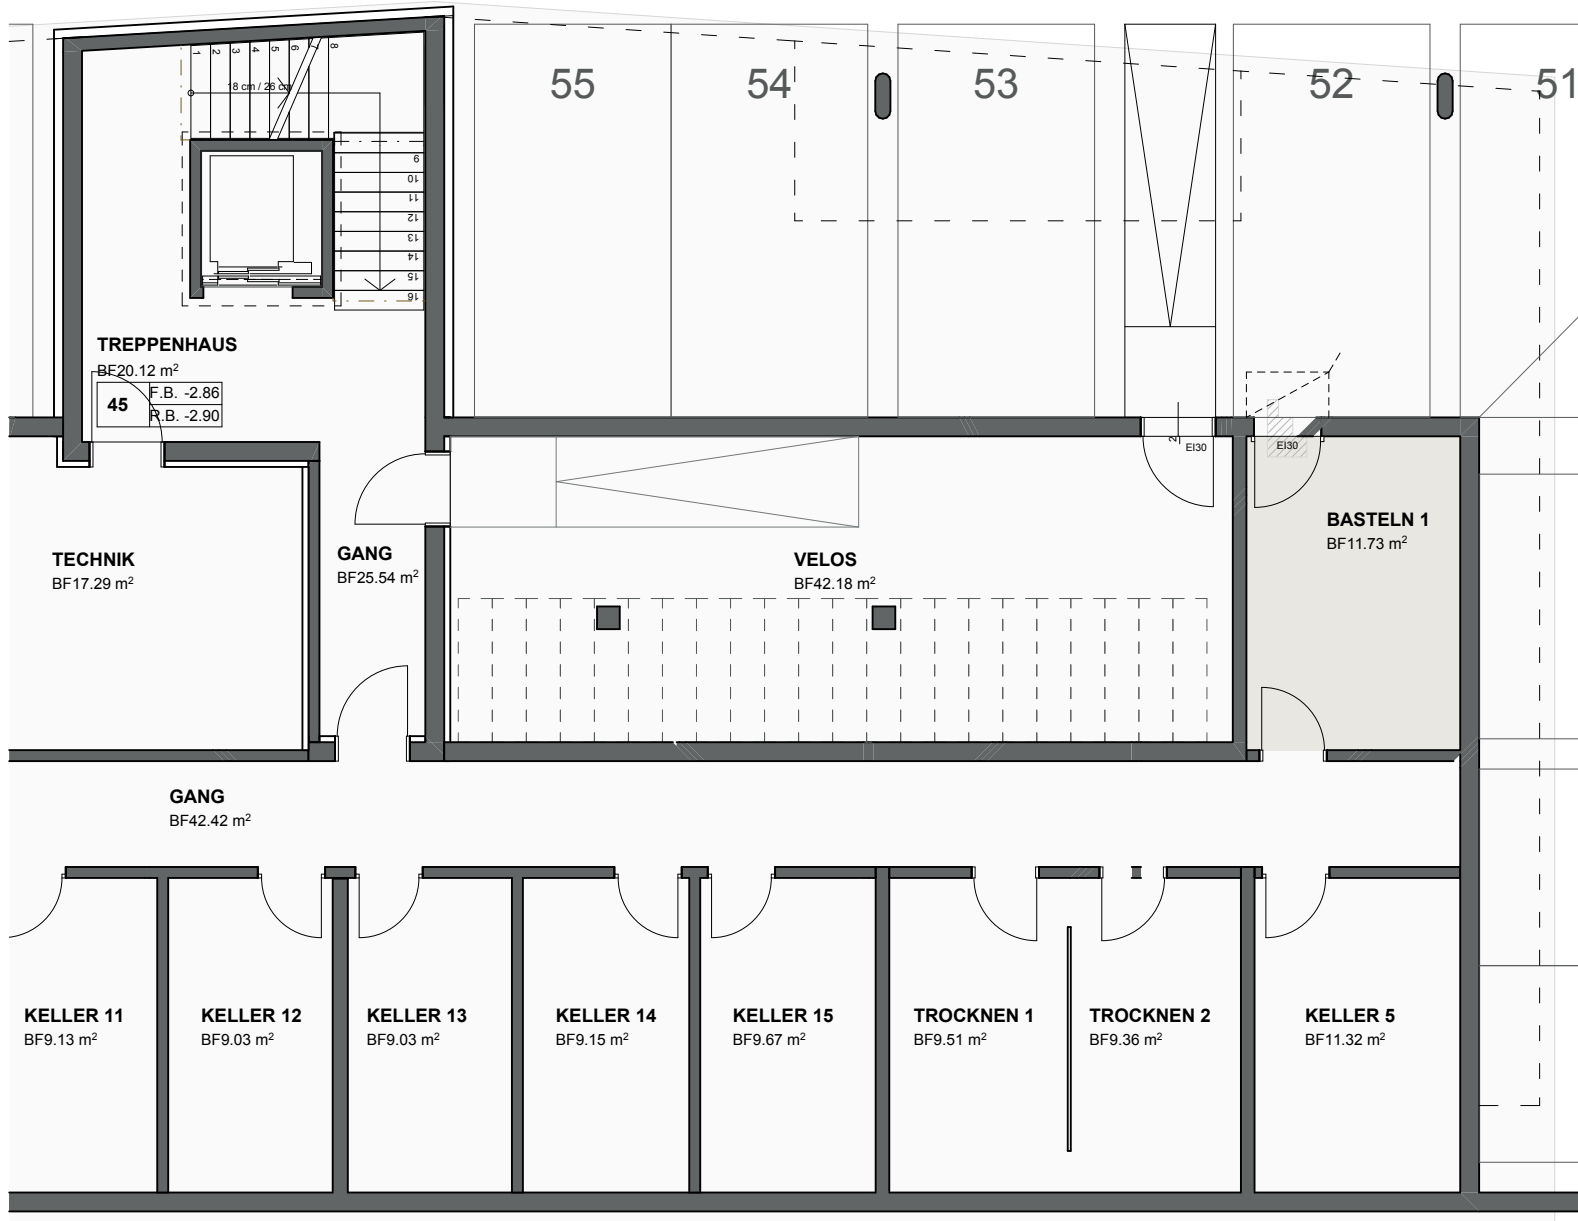 55
54
53
52
51
1
2
3
4
5
6
7
8
18 cm / 26 cm
9
10
11
12
13
14
15
16
TREPPENHAUS
BF20.12 m²
45
F.B. -2.86
R.B. -2.90
2
EI30
EI30
BASTELN 1
BF11.73 m²
TECHNIK
BF17.29 m²
GANG
BF25.54 m²
VELOS
BF42.18 m²
GANG
BF42.42 m²
KELLER 11
BF9.13 m²
KELLER 12
BF9.03 m²
KELLER 13
BF9.03 m²
KELLER 14
BF9.15 m²
KELLER 15
BF9.67 m²
TROCKNEN 1
BF9.51 m²
TROCKNEN 2
BF9.36 m²
KELLER 5
BF11.32 m²